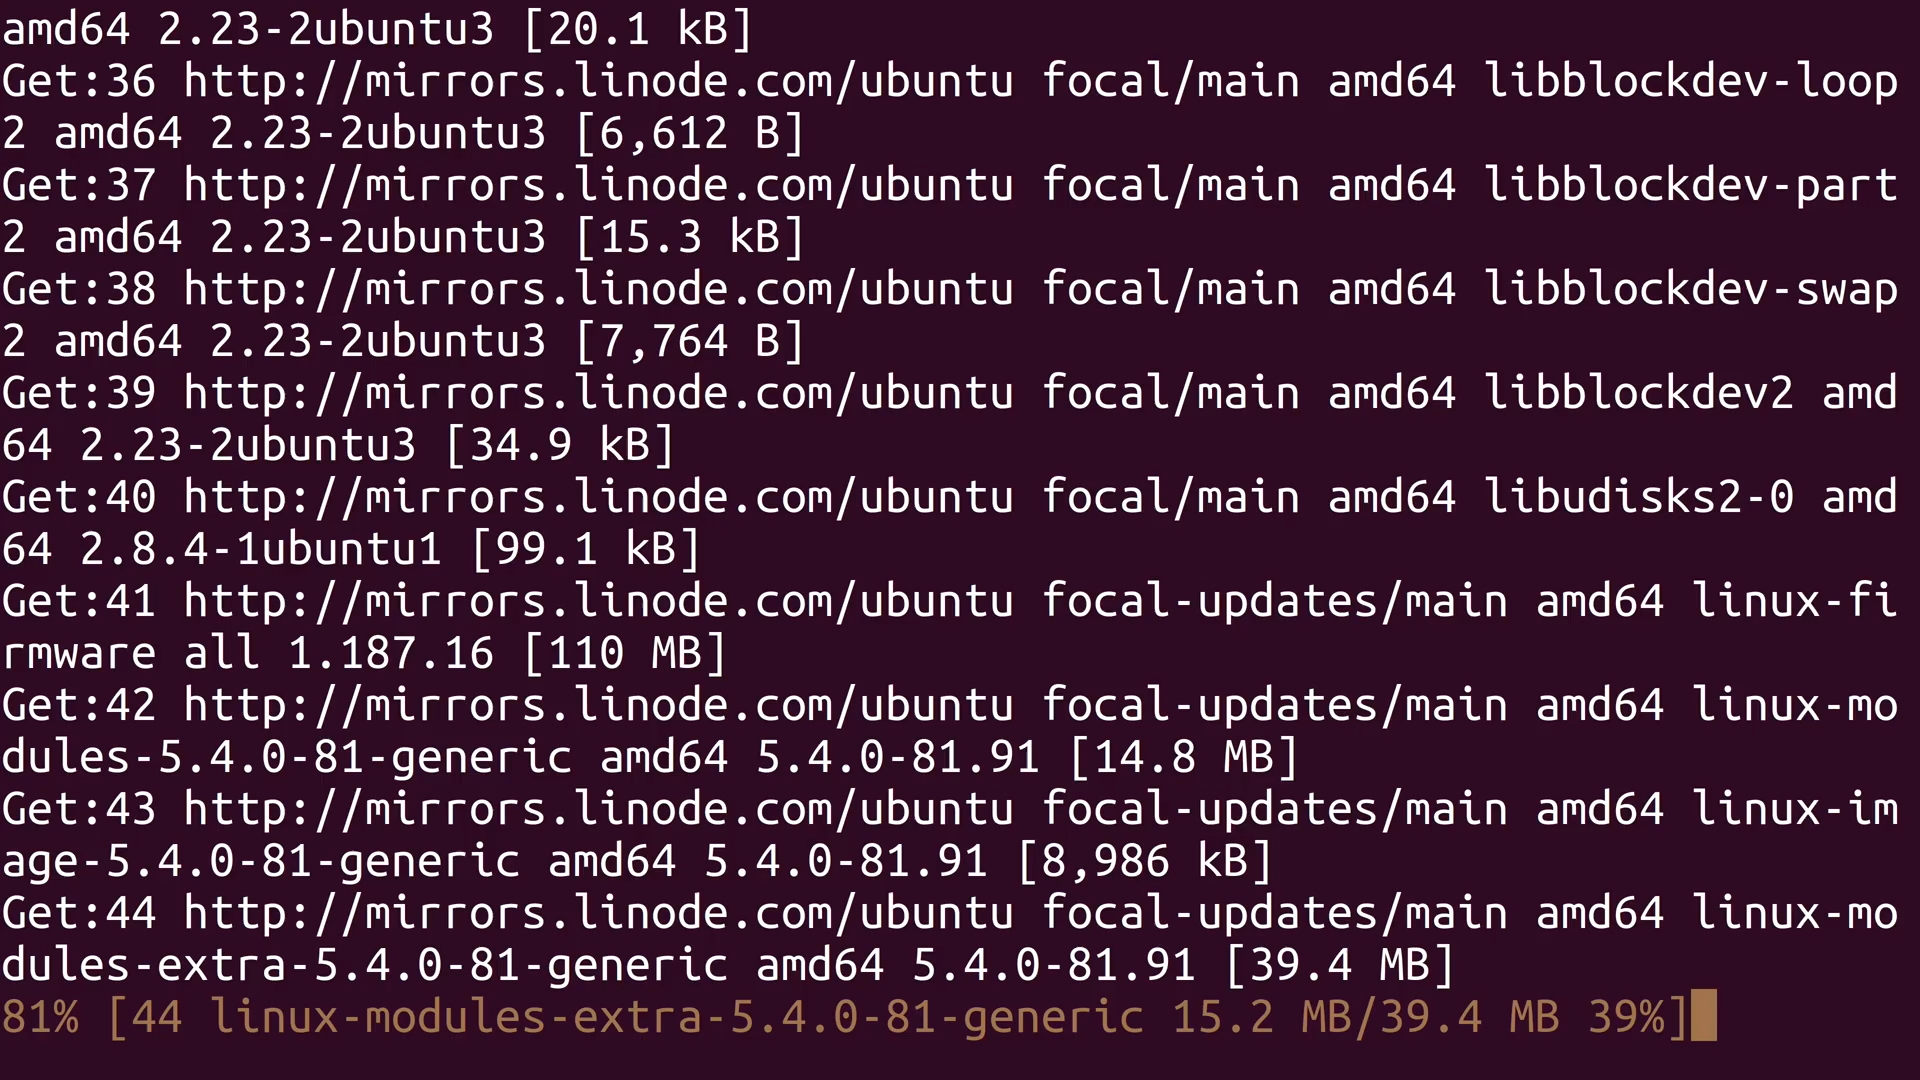 amd64 2.23-2ubuntu3 [20.1 kB]
Get:36 http://mirrors.linode.com/ubuntu focal/main amd64 libblockdev-loop
2 amd64 2.23-2ubuntu3 [6,612 B]
Get:37 http://mirrors.linode.com/ubuntu focal/main amd64 libblockdev-part
2 amd64 2.23-2ubuntu3 [15.3 kB]
Get:38 http://mirrors.linode.com/ubuntu focal/main amd64 libblockdev-swap
2 amd64 2.23-2ubuntu3 [7,764 B]
Get:39 http://mirrors.linode.com/ubuntu focal/main amd64 libblockdev2 amd
64 2.23-2ubuntu3 [34.9 kB]
Get:40 http://mirrors.linode.com/ubuntu focal/main amd64 libudisks2-0 amd
64 2.8.4-1ubuntu1 [99.1 kB]
Get:41 http://mirrors.linode.com/ubuntu focal-updates/main amd64 linux-fi
rmware all 1.187.16 [110 MB]
Get:42 http://mirrors.linode.com/ubuntu focal-updates/main amd64 linux-mo
dules-5.4.0-81-generic amd64 5.4.0-81.91 [14.8 MB]
Get:43 http://mirrors.linode.com/ubuntu focal-updates/main amd64 linux-im
age-5.4.0-81-generic amd64 5.4.0-81.91 [8,986 kB]
Get:44 http://mirrors.linode.com/ubuntu focal-updates/main amd64 linux-mo
dules-extra-5.4.0-81-generic amd64 5.4.0-81.91 [39.4 MB]
81% [44 linux-modules-extra-5.4.0-81-generic 15.2 MB/39.4 MB 39%]